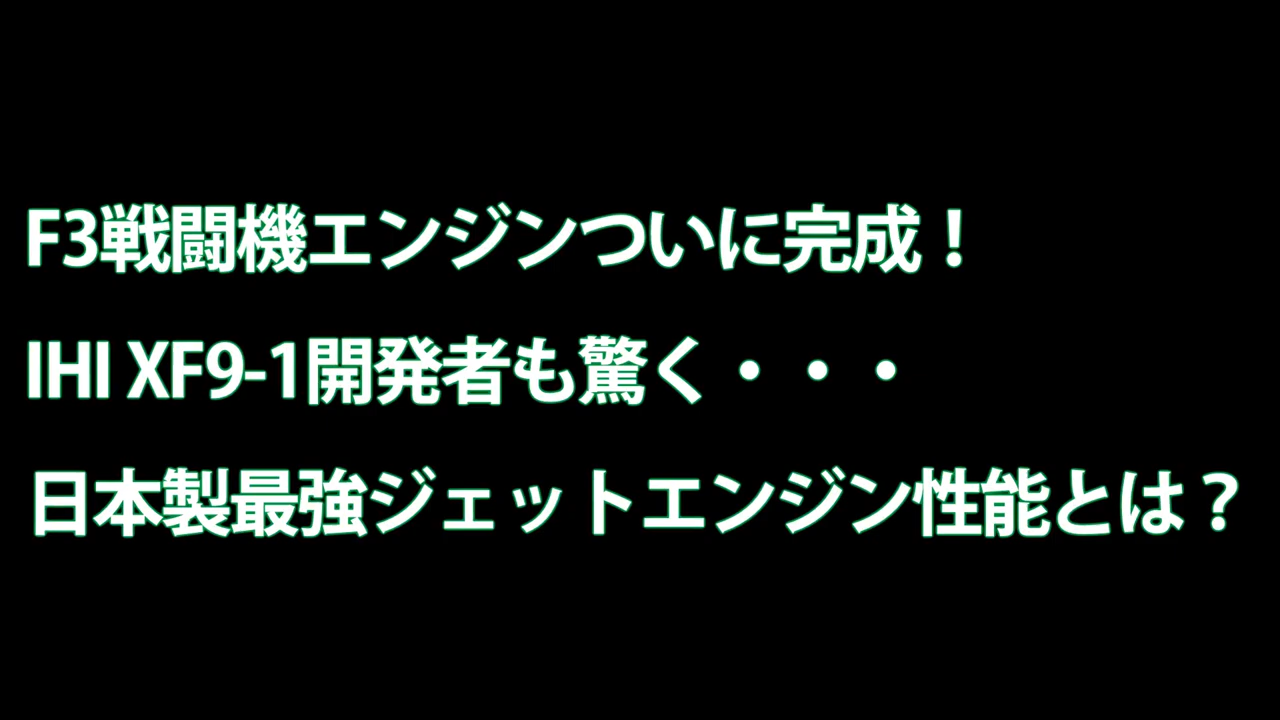 F3戦闘機エンジンついに完成！
IHI XF9-1開発者も驚く・・・
日本製最強ジェットエンジン性能とは？